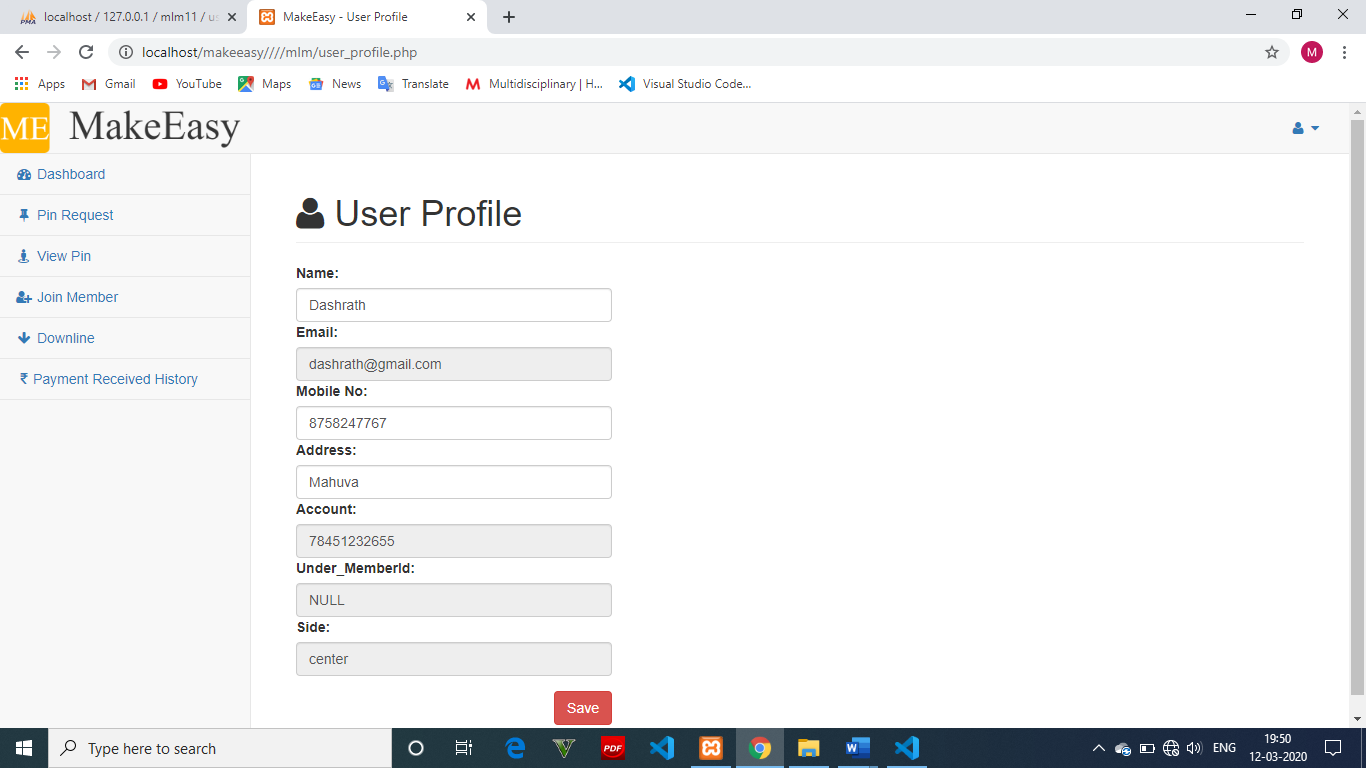 localhost / 127.0.0.1 / mlm11 / us
MakeEasy - User Profile
localhost/makeeasy////mlm/user_profile.php
M
Apps
Gmail
YouTube
Maps
News
Translate
Multidisciplinary | H...
Visual Studio Code...
ME MakeEasy
Dashboard
Pin Request
View Pin
Join Member
Downline
₹ Payment Received History
User Profile
Name:
Dashrath
Email:
dashrath@gmail.com
Mobile No:
8758247767
Address:
Mahuva
Account:
78451232655
Under_MemberId:
NULL
Side:
center
Save
Type here to search
PDF
ENG
19:50
12-03-2020